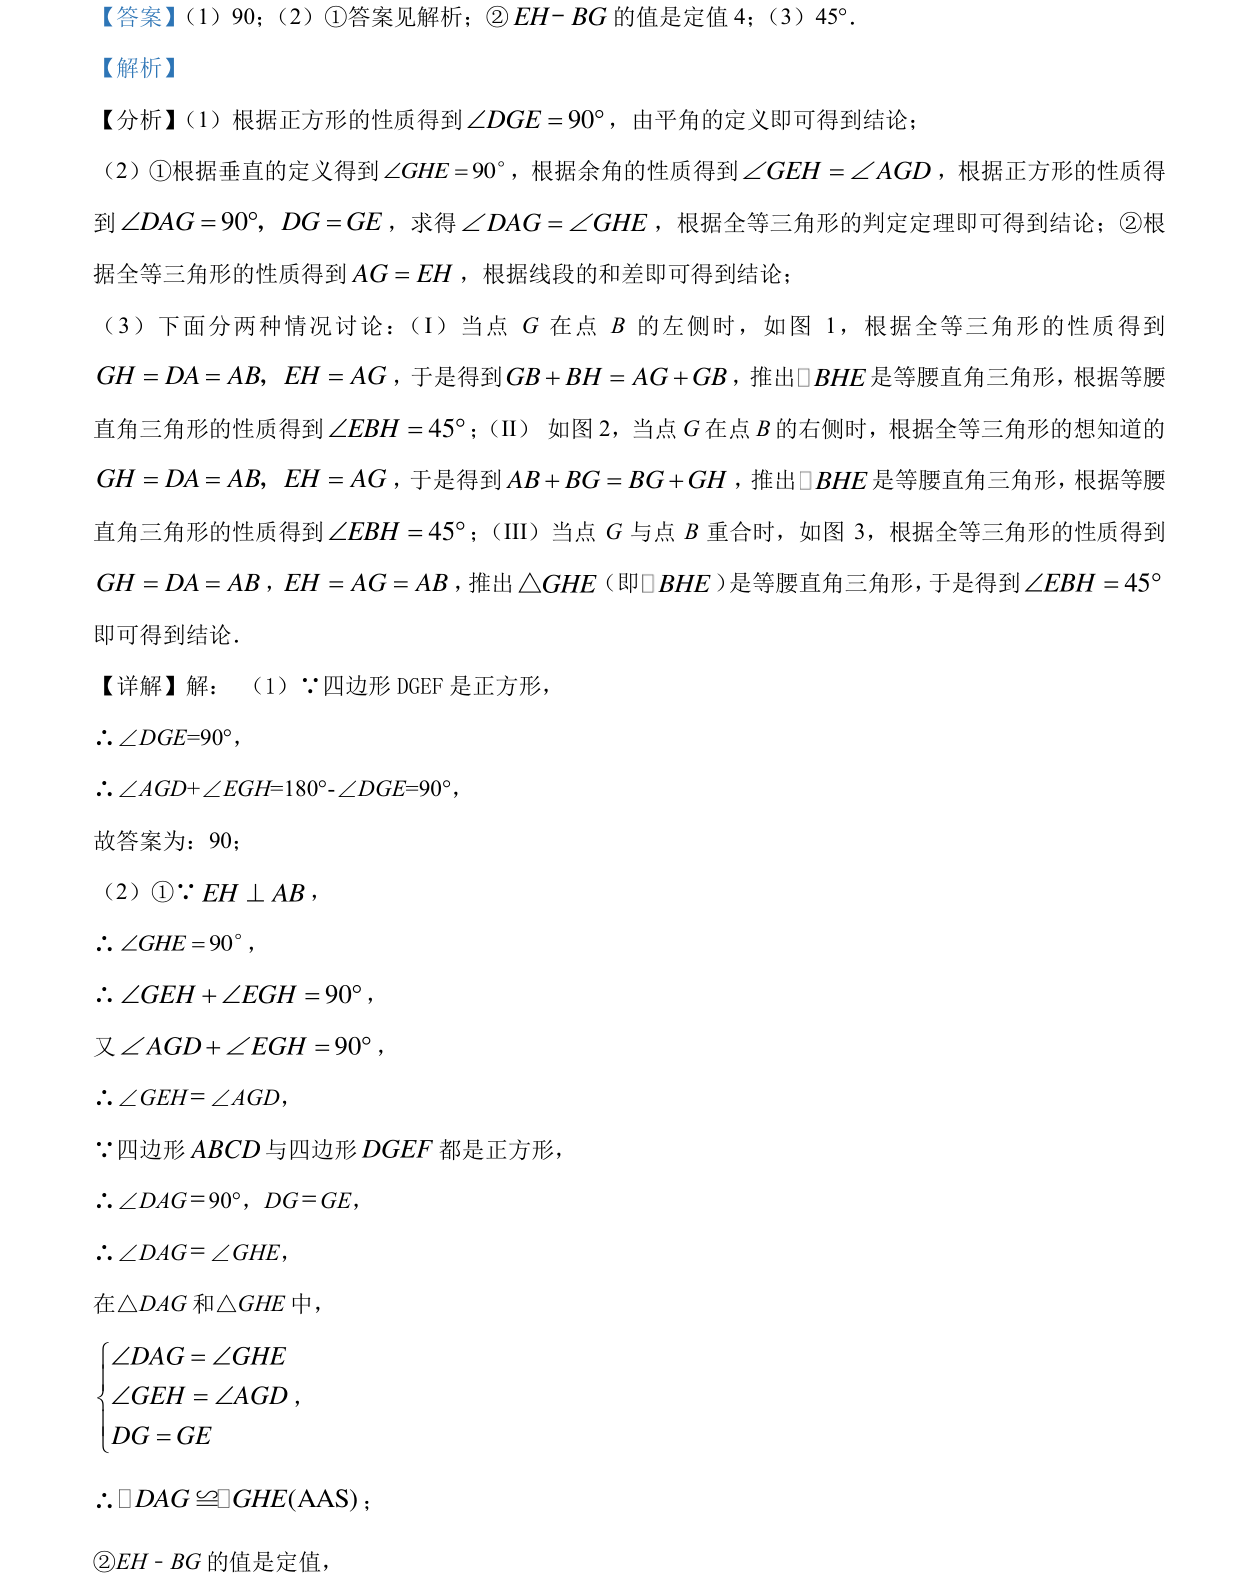 【答案】（1）90；（2）①答案见解析；②EH﹣BG 的值是定值 4；（3）45°．
【解析】
【分析】（1）根据正方形的性质得到∠DGE＝90°，由平角的定义即可得到结论；
（2）①根据垂直的定义得到∠GHE＝90°，根据余角的性质得到∠GEH＝∠AGD，根据正方形的性质得
到∠DAG＝90°，DG＝GE，求得∠DAG＝∠GHE，根据全等三角形的判定定理即可得到结论；②根
据全等三角形的性质得到 AG＝EH，根据线段的和差即可得到结论；
（3）下面分两种情况讨论：（I）当点 G 在点 B 的左侧时，如图 1，根据全等三角形的性质得到
GH＝DA＝AB，EH＝AG，于是得到 GB＋BH＝AG＋GB，推出□BHE 是等腰直角三角形，根据等腰
直角三角形的性质得到∠EBH＝45°；（II） 如图 2，当点 G 在点 B 的右侧时，根据全等三角形的想知道的
GH＝DA＝AB，EH＝AG，于是得到 AB＋BG＝BG＋GH，推出□BHE 是等腰直角三角形，根据等腰
直角三角形的性质得到∠EBH＝45°；（III）当点 G 与点 B 重合时，如图 3，根据全等三角形的性质得到
GH＝DA＝AB，EH＝AG＝AB，推出△GHE（即□BHE）是等腰直角三角形，于是得到∠EBH＝45°
即可得到结论．
【详解】解： （1）∵四边形 DGEF 是正方形，
∴∠DGE=90°，
∴∠AGD+∠EGH=180°-∠DGE=90°，
故答案为：90；
（2）①∵EH⊥AB，
∴∠GHE＝90°，
∴∠GEH＋∠EGH＝90°，
又∠AGD＋∠EGH＝90°，
∴∠GEH＝∠AGD，
∵四边形 ABCD 与四边形 DGEF 都是正方形，
∴∠DAG＝90°，DG＝GE，
∴∠DAG＝∠GHE，
在△DAG 和△GHE 中，
∠DAG＝∠GHE
∠GEH＝∠AGD，
DG＝GE
∴□DAG≌□GHE(AAS)；
②EH﹣BG 的值是定值，